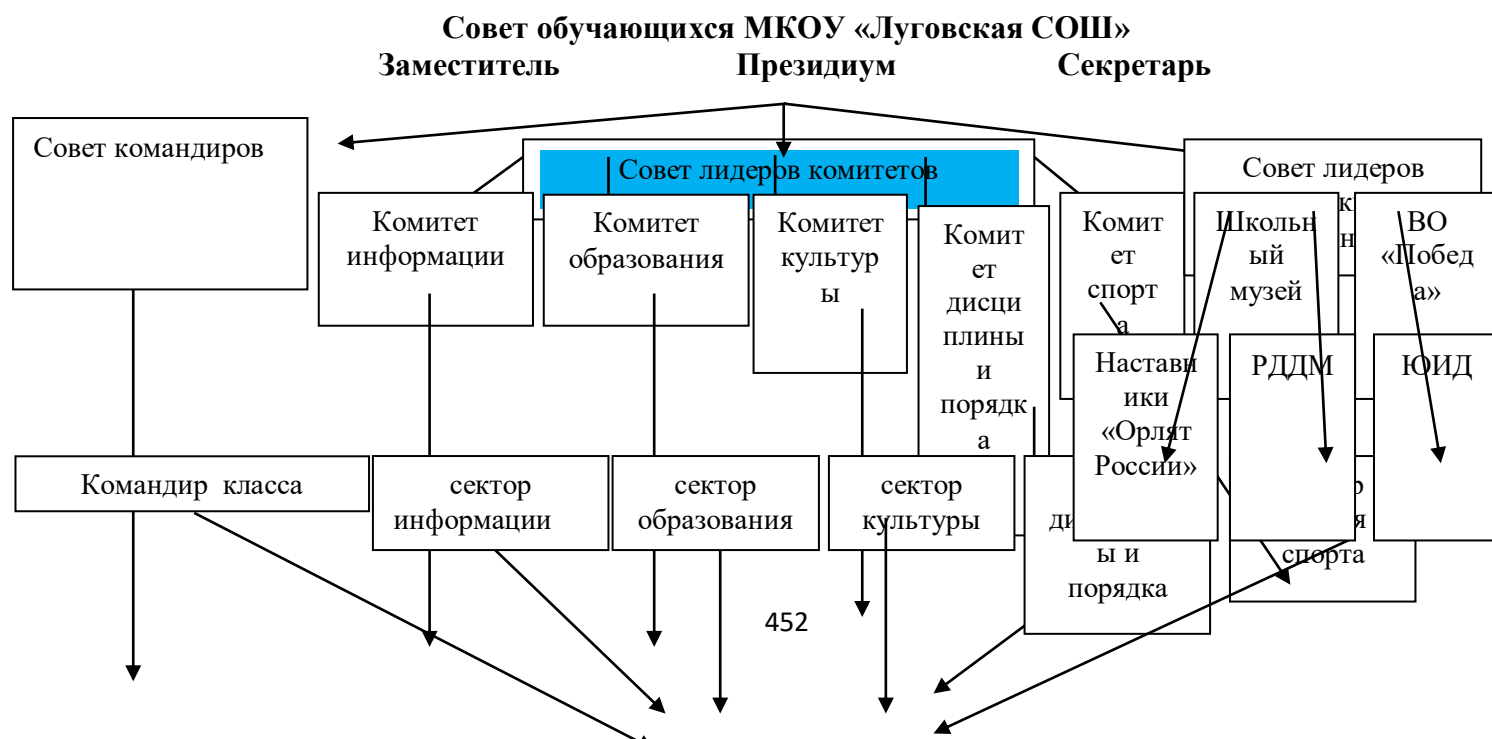 Совет обучающихся МКОУ «Луговская СОШ»
Заместитель Президиум Секретарь
Совет командиров
Совет лидеров комитетов
Совет лидеров
Комитет
информации
Комитет
образования
Комитет
культур
ы
Комит
ет
дисци
плины
и
порядк
а
Комит
ет
спорт
а
Школьн
ый
музей
ВО
«Побед
а»
Наставн
ики
«Орлят
России»
РДДМ
ЮИД
Командир класса
сектор
информации
сектор
образования
сектор
культуры
ы и
порядка
спорта
452